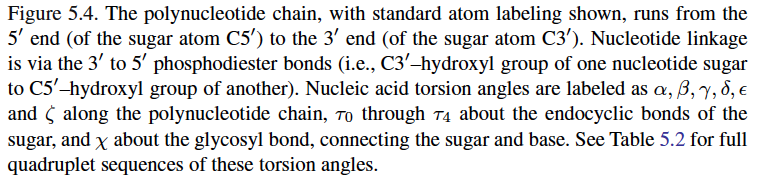 Figure 5.4. The polynucleotide chain, with standard atom labeling shown, runs from the
5′ end (of the sugar atom C5′) to the 3′ end (of the sugar atom C3′). Nucleotide linkage
is via the 3′ to 5′ phosphodiester bonds (i.e., C3′–hydroxyl group of one nucleotide sugar
to C5′–hydroxyl group of another). Nucleic acid torsion angles are labeled as α, β, γ, δ, ϵ
and ζ along the polynucleotide chain, τ0 through τ4 about the endocyclic bonds of the
sugar, and χ about the glycosyl bond, connecting the sugar and base. See Table 5.2 for full
quadruplet sequences of these torsion angles.